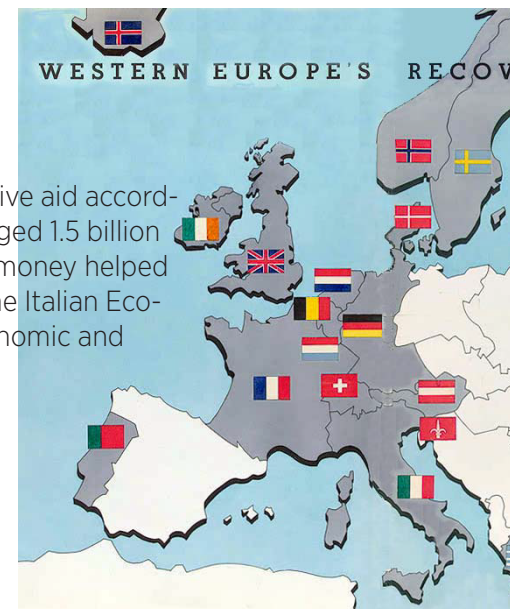 WESTERN EUROPE'S RECOV
ive aid accord-
ged 1.5 billion
money helped
he Italian Eco-
nomic and